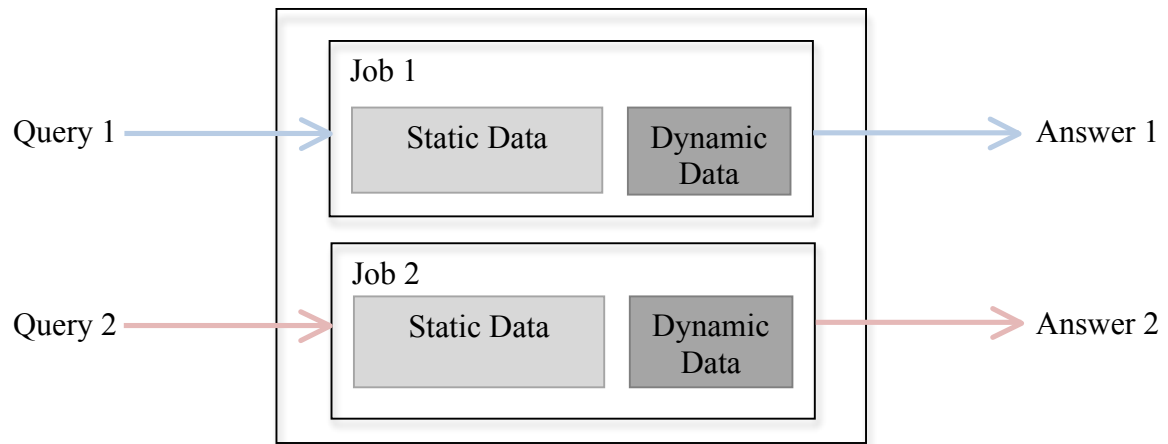 Job 1
Query 1
Static Data
Dynamic
Data
Answer 1
Job 2
Query 2
Static Data
Dynamic
Data
Answer 2